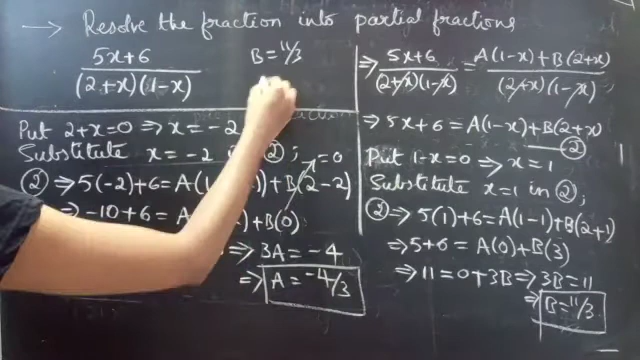 → Resolve the fraction into partial fractions
5x+6
(2+x)(1-x)
B = 11/3
⇒ 5x+6 = A(1-x)+B(2+x)
(2+x)(1-x) (2+x)(1-x)
⇒ 5x+6 = A(1-x)+B(2+x)
②
Put 1-x=0 ⇒ x=1
Substitute x=1 in ②;
② ⇒ 5(1)+6 = A(1-1)+B(2+1)
⇒ 5+6 = A(0)+B(3)
⇒ 11 = 0+3B ⇒ 3B = 11
⇒ B = 11/3
Put 2+x=0 ⇒ x=-2
Substitute x=-2 ②;
=0
② ⇒ 5(-2)+6 = A(1 )+B(2-2)
⇒ -10+6 = A( )+B(0)
⇒ 3A = -4
⇒ A = -4/3